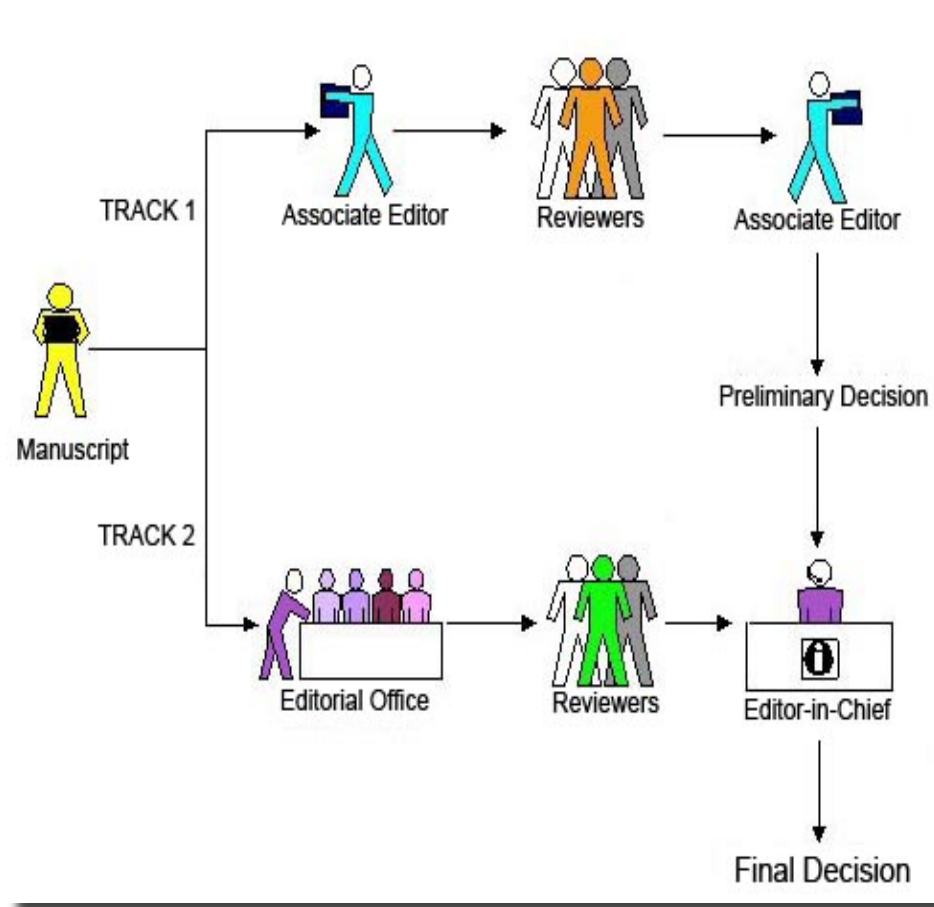 TRACK 1
Associate Editor
Reviewers
Associate Editor
Preliminary Decision
Manuscript
TRACK 2
Editorial Office
Reviewers
Editor-in-Chief
Final Decision